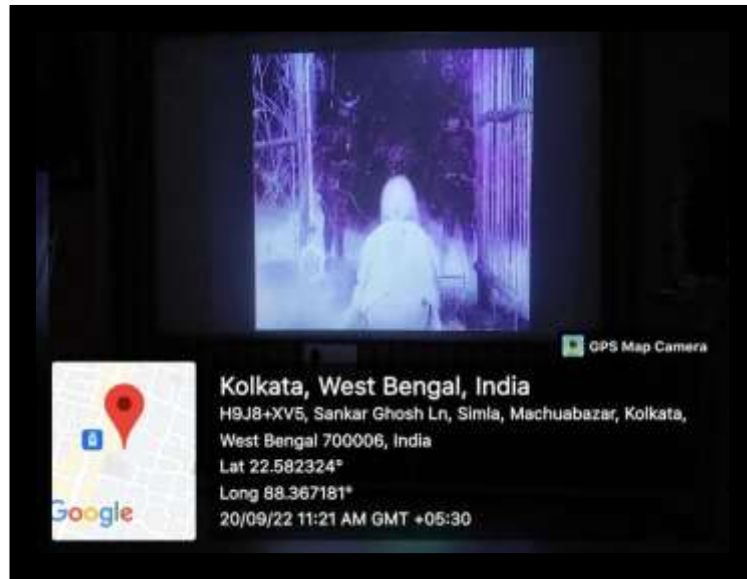 GPS Map Camera
Kolkata, West Bengal, India
H9J8+XV5, Sankar Ghosh Ln, Simla, Machuabazar, Kolkata,
West Bengal 700006, India
Lat 22.582324°
Long 88.367181°
20/09/22 11:21 AM GMT +05:30
Google